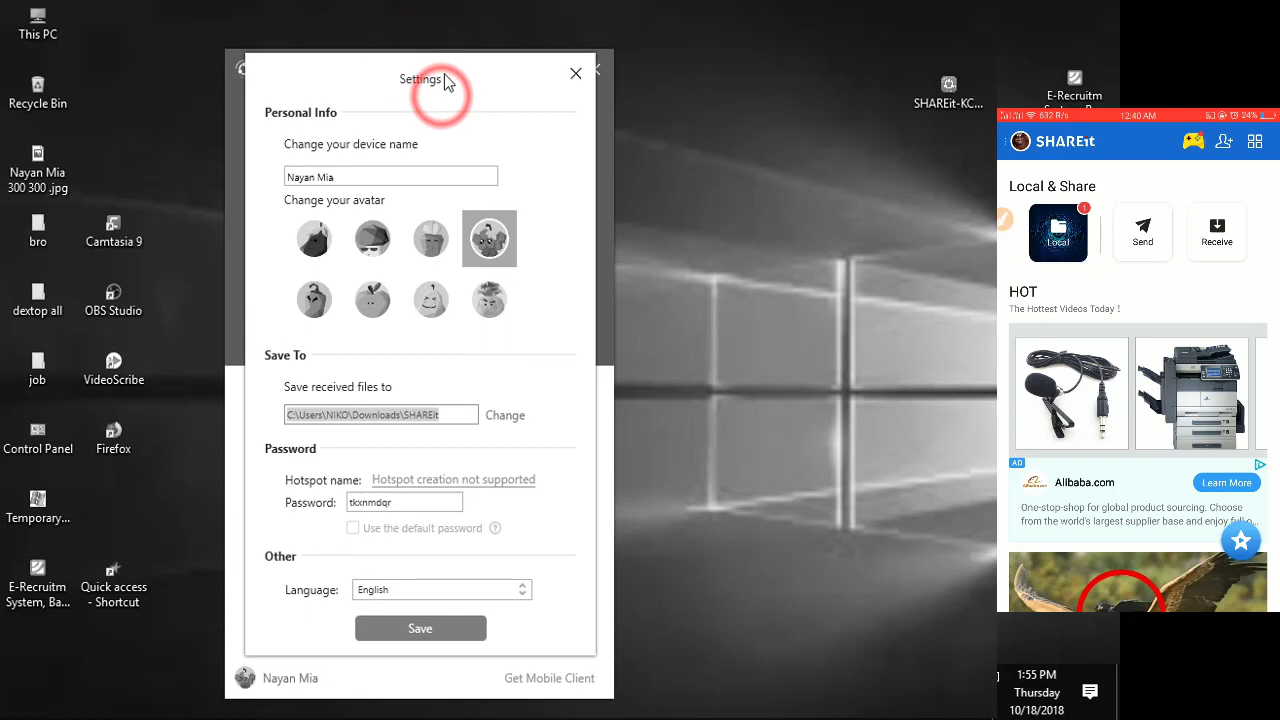 This PC
Recycle Bin
Nayan Mia
300 300 .jpg
bro
Camtasia 9
dextop all
OBS Studio
job
VideoScribe
Control Panel
Firefox
Temporary...
E-Recruitm
System, Ba...
Quick access
- Shortcut
Settings
Personal Info
Change your device name
Nayan Mia
Change your avatar
Save To
Save received files to
C:\Users\NIKO\Downloads\SHAREit
Change
Password
Hotspot name: Hotspot creation not supported
Password: tkxnmdqr
Use the default password ?
Other
Language: English
Save
Nayan Mia
Get Mobile Client
SHAREit-KC...
E-Recruitm
632 B/s 12:40 AM 24%
SHAREit
Local & Share
1
Local
Send
Receive
HOT
The Hottest Videos Today !
AD
Alibaba.com
Learn More
One-stop-shop for global product sourcing. Choose
from the world's largest supplier base and enjoy full o...
1:55 PM
Thursday
10/18/2018